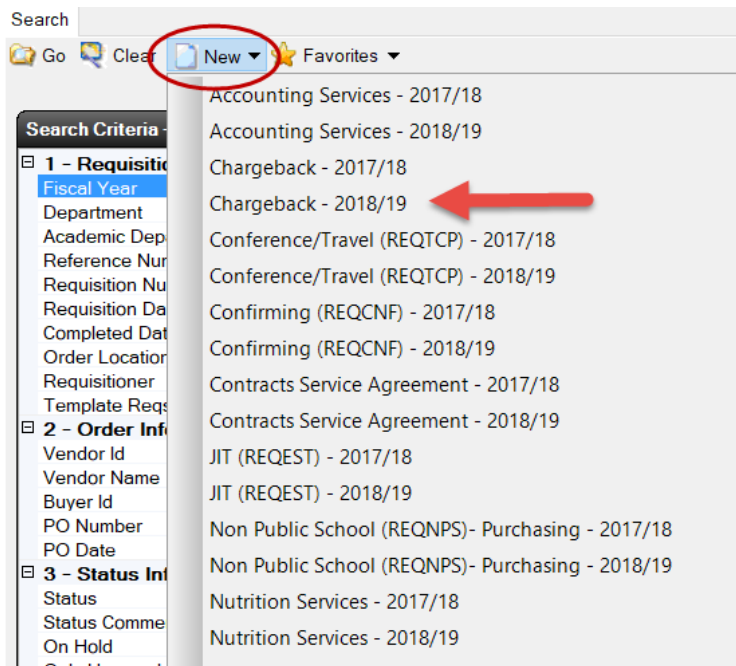 Search
Go Clear New Favorites
Search Criteria -
1 - Requisitio
Fiscal Year
Department
Academic Dep
Reference Nur
Requisition Nu
Requisition Da
Completed Dat
Order Location
Requisitioner
Template Reqs
2 - Order Info
Vendor Id
Vendor Name
Buyer Id
PO Number
PO Date
3 - Status Inf
Status
Status Comme
On Hold
Accounting Services - 2017/18
Accounting Services - 2018/19
Chargeback - 2017/18
Chargeback - 2018/19
Conference/Travel (REQTCP) - 2017/18
Conference/Travel (REQTCP) - 2018/19
Confirming (REQCNF) - 2017/18
Confirming (REQCNF) - 2018/19
Contracts Service Agreement - 2017/18
Contracts Service Agreement - 2018/19
JIT (REQEST) - 2017/18
JIT (REQEST) - 2018/19
Non Public School (REQNPS)- Purchasing - 2017/18
Non Public School (REQNPS)- Purchasing - 2018/19
Nutrition Services - 2017/18
Nutrition Services - 2018/19